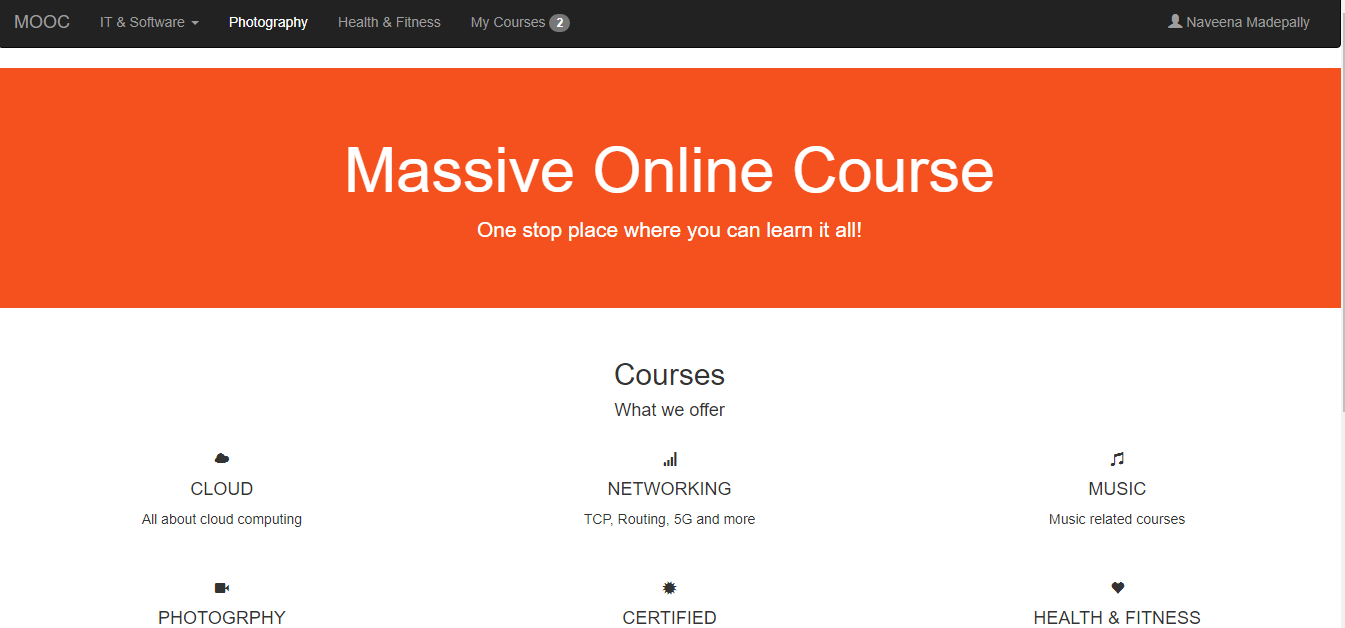 MOOC IT & Software Photography Health & Fitness My Courses 2 Naveena Madepally
Massive Online Course
One stop place where you can learn it all!
Courses
What we offer
CLOUD NETWORKING MUSIC
All about cloud computing TCP, Routing, 5G and more Music related courses
PHOTOGRPHY CERTIFIED HEALTH & FITNESS